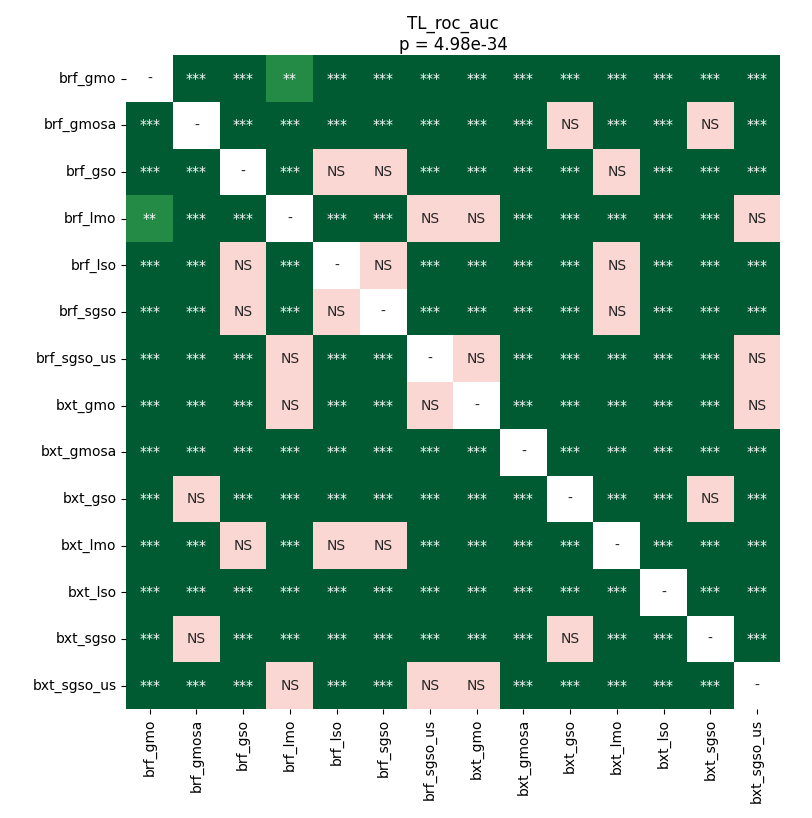 TL_roc_auc
p = 4.98e-34
brf_gmo - *** *** ** *** *** *** *** *** *** *** *** *** ***
brf_gmosa *** - *** *** *** *** *** *** *** NS *** *** NS ***
brf_gso *** *** - *** NS NS *** *** *** *** NS *** *** ***
brf_lmo ** *** *** - *** *** NS NS *** *** *** *** *** NS
brf_lso *** *** NS *** - NS *** *** *** *** NS *** *** ***
brf_sgso *** *** NS *** NS - *** *** *** *** NS *** *** ***
brf_sgso_us *** *** *** NS *** *** - NS *** *** *** *** *** NS
bxt_gmo *** *** *** NS *** *** NS - *** *** *** *** *** NS
bxt_gmosa *** *** *** *** *** *** *** *** - *** *** *** *** ***
bxt_gso *** NS *** *** *** *** *** *** *** - *** *** NS ***
bxt_lmo *** *** NS *** NS NS *** *** *** *** - *** *** ***
bxt_lso *** *** *** *** *** *** *** *** *** *** *** - *** ***
bxt_sgso *** NS *** *** *** *** *** *** *** NS *** *** - ***
bxt_sgso_us *** *** *** NS *** *** NS NS *** *** *** *** *** -
brf_gmo brf_gmosa brf_gso brf_lmo brf_lso brf_sgso brf_sgso_us bxt_gmo bxt_gmosa bxt_gso bxt_lmo bxt_lso bxt_sgso bxt_sgso_us